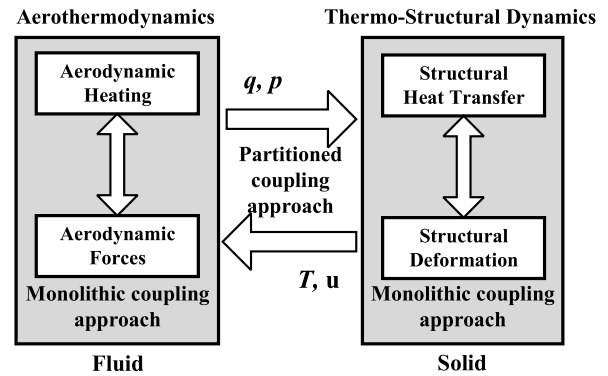 Aerothermodynamics
Thermo-Structural Dynamics
Aerodynamic
Heating
Aerodynamic
Forces
Monolithic coupling
approach
Fluid
q, p
Partitioned
coupling
approach
T, u
Structural
Heat Transfer
Structural
Deformation
Monolithic coupling
approach
Solid